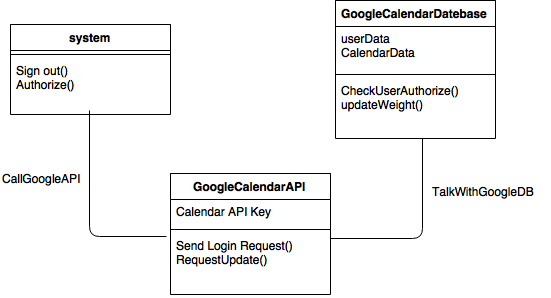 system
Sign out()
Authorize()
GoogleCalendarDatebase
userData
CalendarData
CheckUserAuthorize()
updateWeight()
CallGoogleAPI
TalkWithGoogleDB
GoogleCalendarAPI
Calendar API Key
Send Login Request()
RequestUpdate()